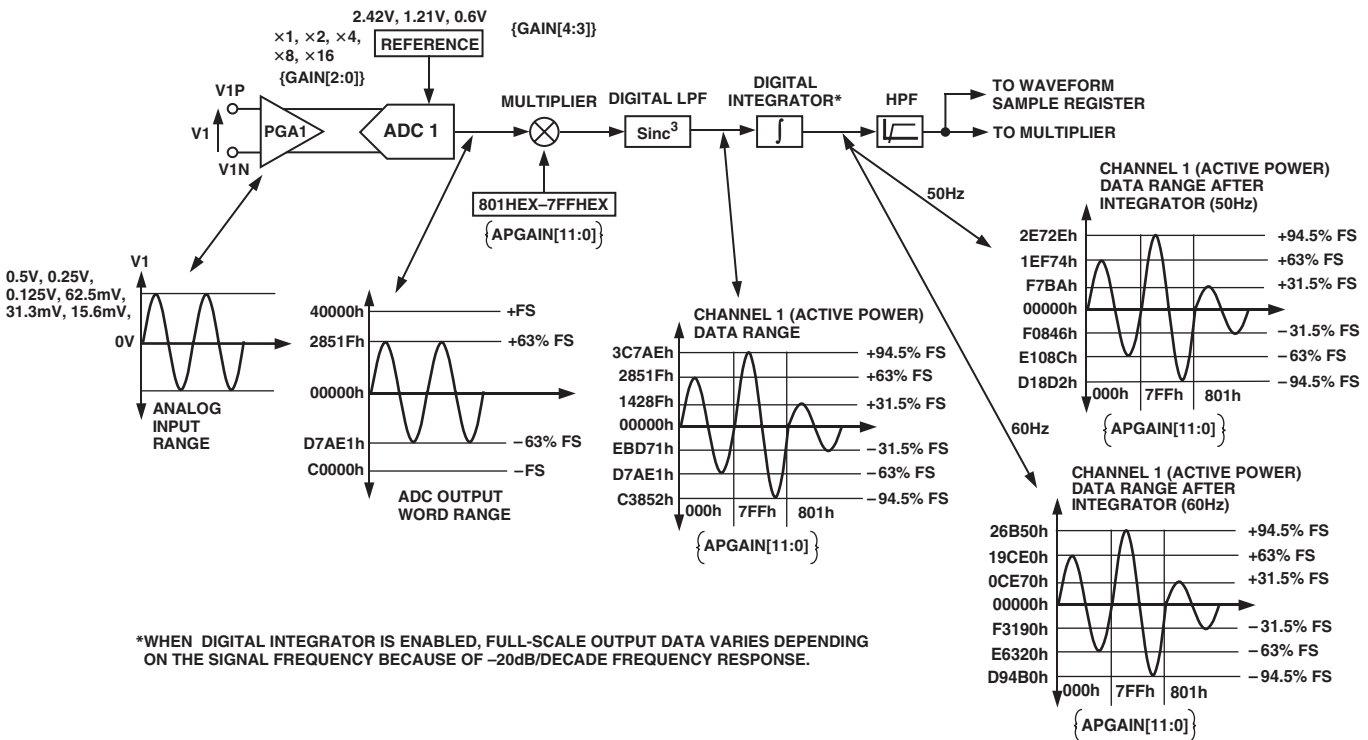 2.42V, 1.21V, 0.6V
{GAIN[4:3]}
×1, ×2, ×4,
×8, ×16
{GAIN[2:0]}
REFERENCE
V1P
V1
V1N
PGA1
ADC 1
MULTIPLIER
801HEX–7FFHEX
{APGAIN[11:0]}
DIGITAL LPF
Sinc3
DIGITAL
INTEGRATOR*
∫
HPF
TO WAVEFORM
SAMPLE REGISTER
TO MULTIPLIER
50Hz
60Hz
V1
0.5V, 0.25V,
0.125V, 62.5mV,
31.3mV, 15.6mV,
0V
ANALOG
INPUT
RANGE
40000h +FS
2851Fh +63% FS
00000h
D7AE1h –63% FS
C0000h –FS
ADC OUTPUT
WORD RANGE
CHANNEL 1 (ACTIVE POWER)
DATA RANGE
3C7AEh +94.5% FS
2851Fh +63% FS
1428Fh +31.5% FS
00000h
EBD71h –31.5% FS
D7AE1h –63% FS
C3852h –94.5% FS
000h 7FFh 801h
{APGAIN[11:0]}
CHANNEL 1 (ACTIVE POWER)
DATA RANGE AFTER
INTEGRATOR (50Hz)
2E72Eh +94.5% FS
1EF74h +63% FS
F7BAh +31.5% FS
00000h
F0846h –31.5% FS
E108Ch –63% FS
D18D2h –94.5% FS
000h 7FFh 801h
{APGAIN[11:0]}
CHANNEL 1 (ACTIVE POWER)
DATA RANGE AFTER
INTEGRATOR (60Hz)
26B50h +94.5% FS
19CE0h +63% FS
0CE70h +31.5% FS
00000h
F3190h –31.5% FS
E6320h –63% FS
D94B0h –94.5% FS
000h 7FFh 801h
{APGAIN[11:0]}
*WHEN DIGITAL INTEGRATOR IS ENABLED, FULL-SCALE OUTPUT DATA VARIES DEPENDING
ON THE SIGNAL FREQUENCY BECAUSE OF –20dB/DECADE FREQUENCY RESPONSE.